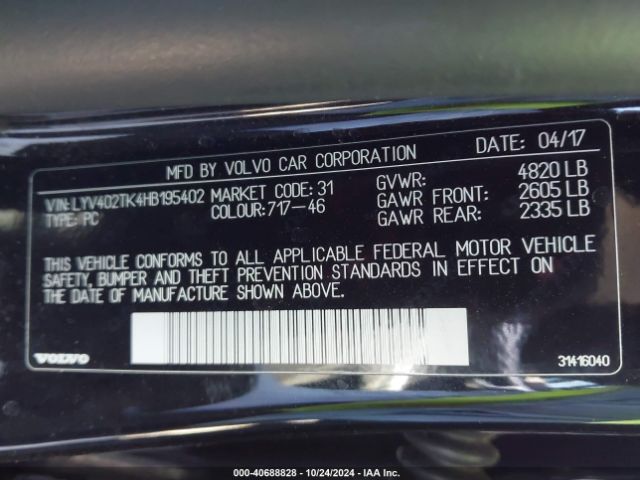 MFD BY VOLVO CAR CORPORATION DATE: 04/17
VIN:LYV402TK4HB195402 MARKET CODE: 31 GVWR: 4820 LB
TYPE: PC COLOUR:717-46 GAWR FRONT: 2605 LB
GAWR REAR: 2335 LB
THIS VEHICLE CONFORMS TO ALL APPLICABLE FEDERAL MOTOR VEHICLE
SAFETY, BUMPER AND THEFT PREVENTION STANDARDS IN EFFECT ON
THE DATE OF MANUFACTURE SHOWN ABOVE.
VOLVO 31416040
000-40688828 - 10/24/2024 - IAA Inc.